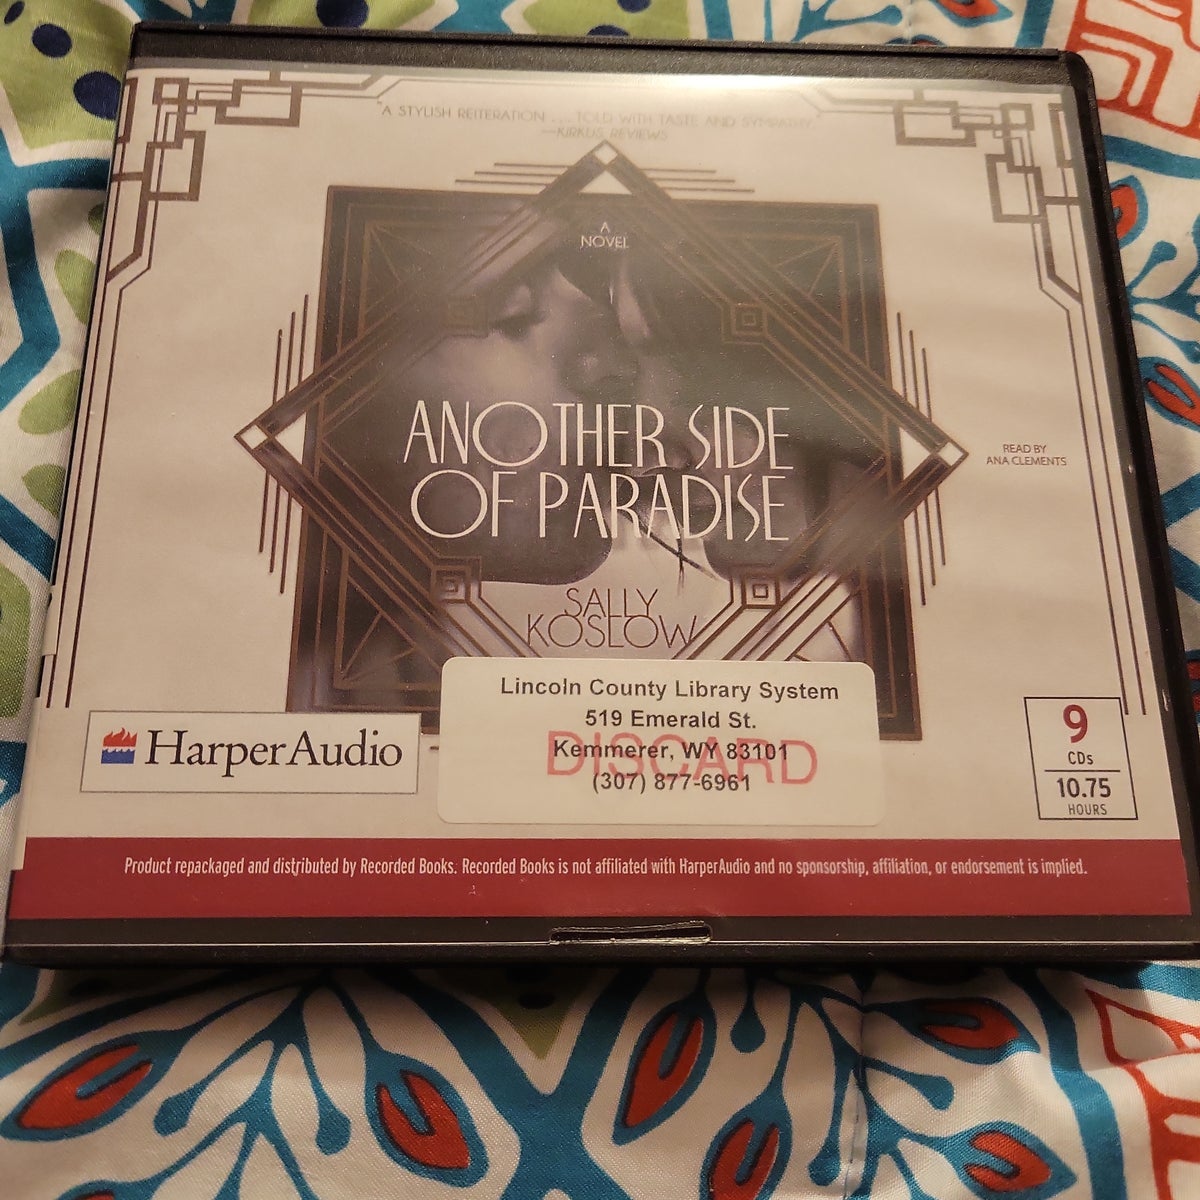 "A STYLISH REITERATION ... TOLD WITH TASTE AND SYMPATHY."
—KIRKUS REVIEWS
A
NOVEL
ANOTHER SIDE
OF PARADISE
READ BY
ANA CLEMENTS
SALLY
KOSLOW
Lincoln County Library System
519 Emerald St.
Kemmerer, WY 83101
DISCARD
(307) 877-6961
HarperAudio
9
CDs
10.75
HOURS
Product repackaged and distributed by Recorded Books. Recorded Books is not affiliated with HarperAudio and no sponsorship, affiliation, or endorsement is implied.